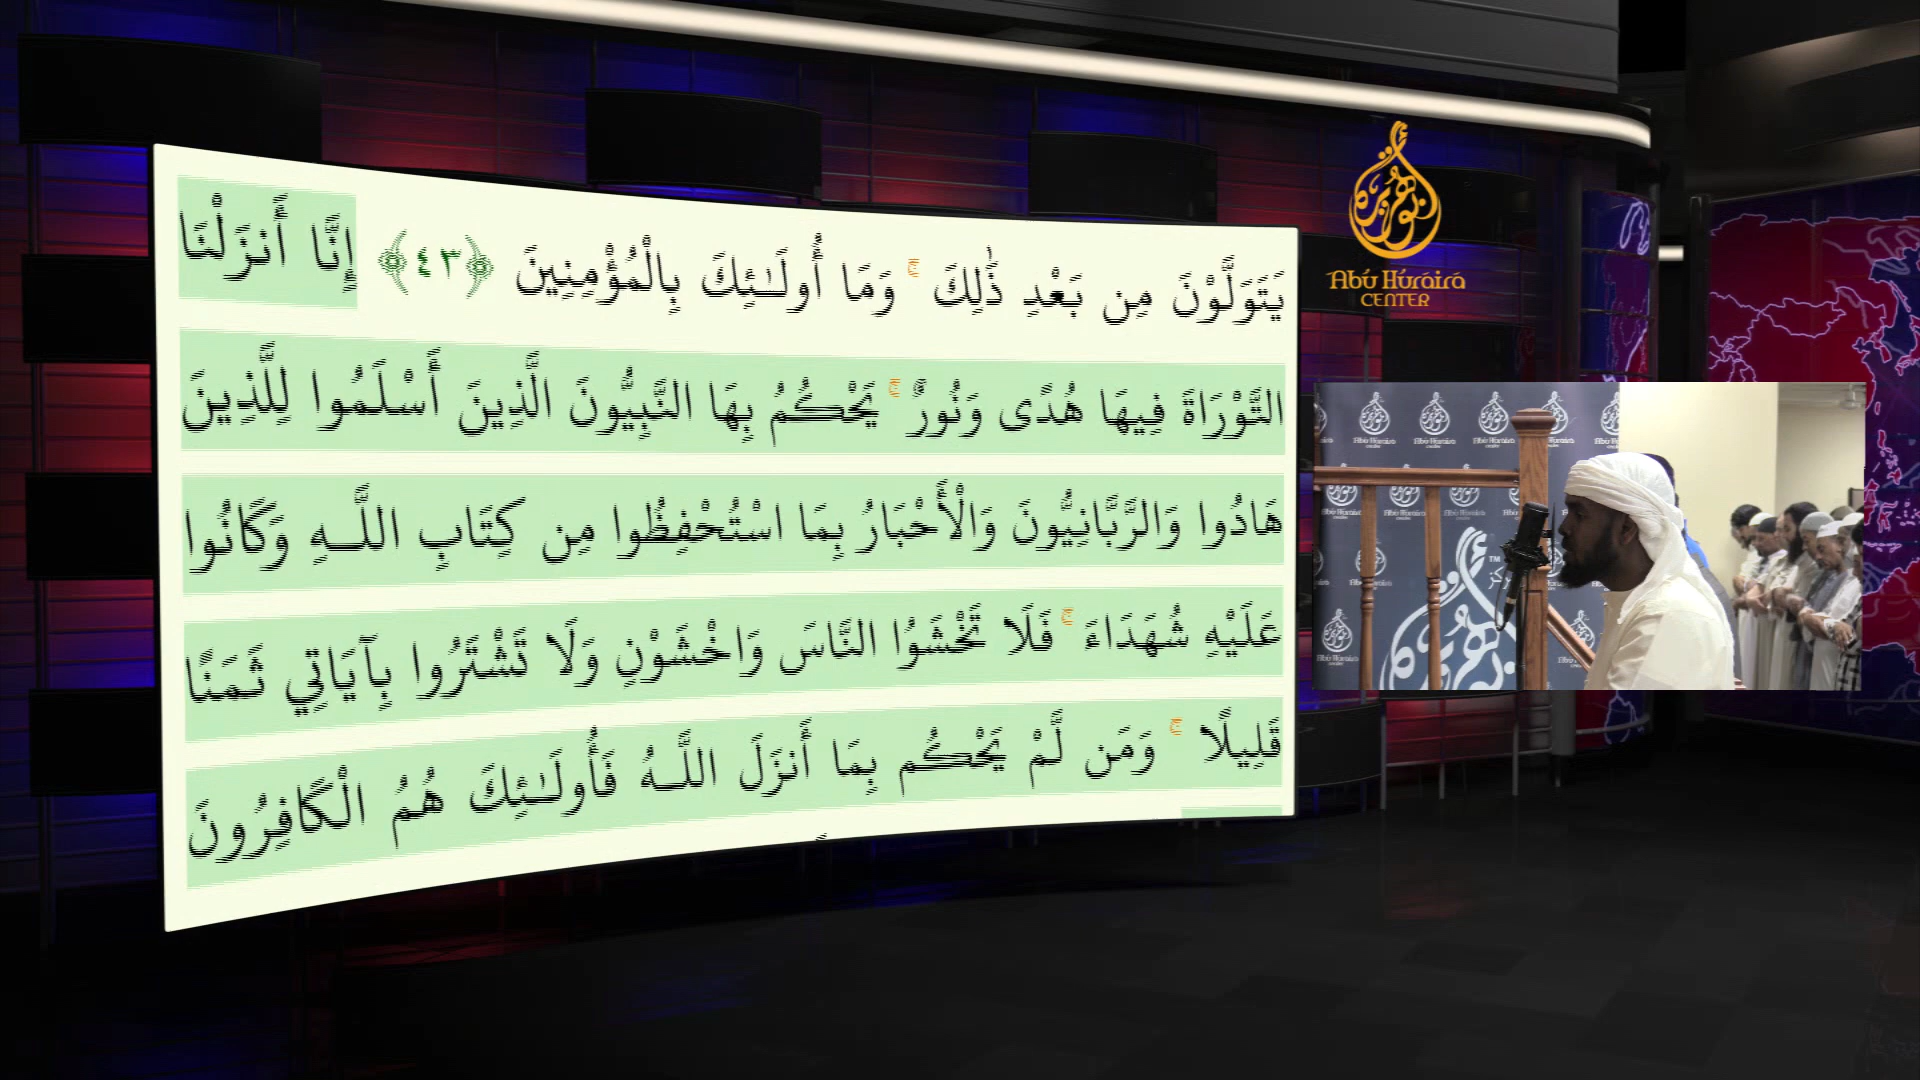 يَتَوَلَّوْنَ مِن بَعْدِ ذَٰلِكَ ۚ وَمَا أُولَـٰئِكَ بِالْمُؤْمِنِينَ ﴿٤٣﴾ إِنَّا أَنزَلْنَا
التَّوْرَاةَ فِيهَا هُدًى وَنُورٌ ۚ يَحْكُمُ بِهَا النَّبِيُّونَ الَّذِينَ أَسْلَمُوا لِلَّذِينَ
هَادُوا وَالرَّبَّانِيُّونَ وَالْأَحْبَارُ بِمَا اسْتُحْفِظُوا مِن كِتَابِ اللَّـهِ وَكَانُوا
عَلَيْهِ شُهَدَاءَ ۚ فَلَا تَخْشَوُا النَّاسَ وَاخْشَوْنِ وَلَا تَشْتَرُوا بِآيَاتِي ثَمَنًا
قَلِيلًا ۚ وَمَن لَّمْ يَحْكُم بِمَا أَنزَلَ اللَّـهُ فَأُولَـٰئِكَ هُمُ الْكَافِرُونَ
Abú Húrairá
CENTER